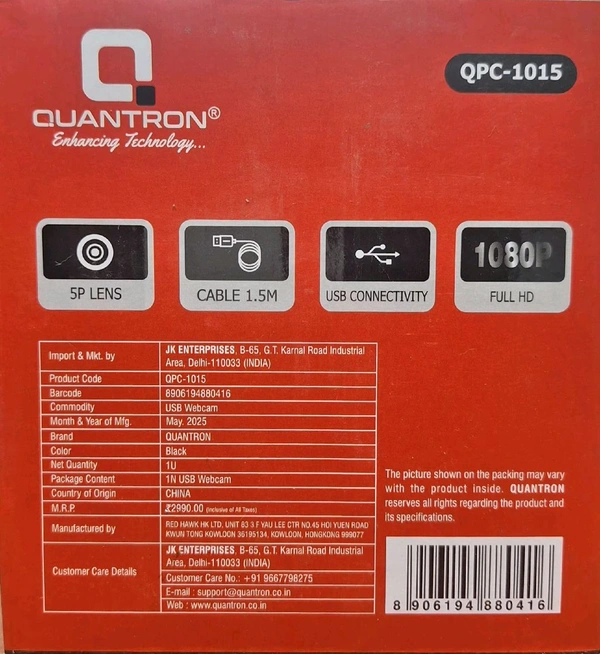 QUANTRON®
Enhancing Technology...
QPC-1015
5P LENS
CABLE 1.5M
USB CONNECTIVITY
1080P
FULL HD
Import & Mkt. by JK ENTERPRISES, B-65, G.T. Karnal Road Industrial
Area, Delhi-110033 (INDIA)
Product Code QPC-1015
Barcode 8906194880416
Commodity USB Webcam
Month & Year of Mfg. May. 2025
Brand QUANTRON
Color Black
Net Quantity 1U
Package Content 1N USB Webcam
Country of Origin CHINA
M.R.P. ₹2990.00 (Inclusive of All Taxes)
Manufactured by RED HAWK HK LTD, UNIT 83 3 F YAU LEE CTR NO.45 HOI YUEN ROAD
KWUN TONG KOWLOON 36195134, KOWLOON, HONGKONG 999077
Customer Care Details JK ENTERPRISES, B-65, G.T. Karnal Road Industrial
Area, Delhi-110033 (INDIA)
Customer Care No.: +91 9667798275
E-mail : support@quantron.co.in
Web : www.quantron.co.in
The picture shown on the packing may vary
with the product inside. QUANTRON
reserves all rights regarding the product and
its specifications.
8 906194 880416